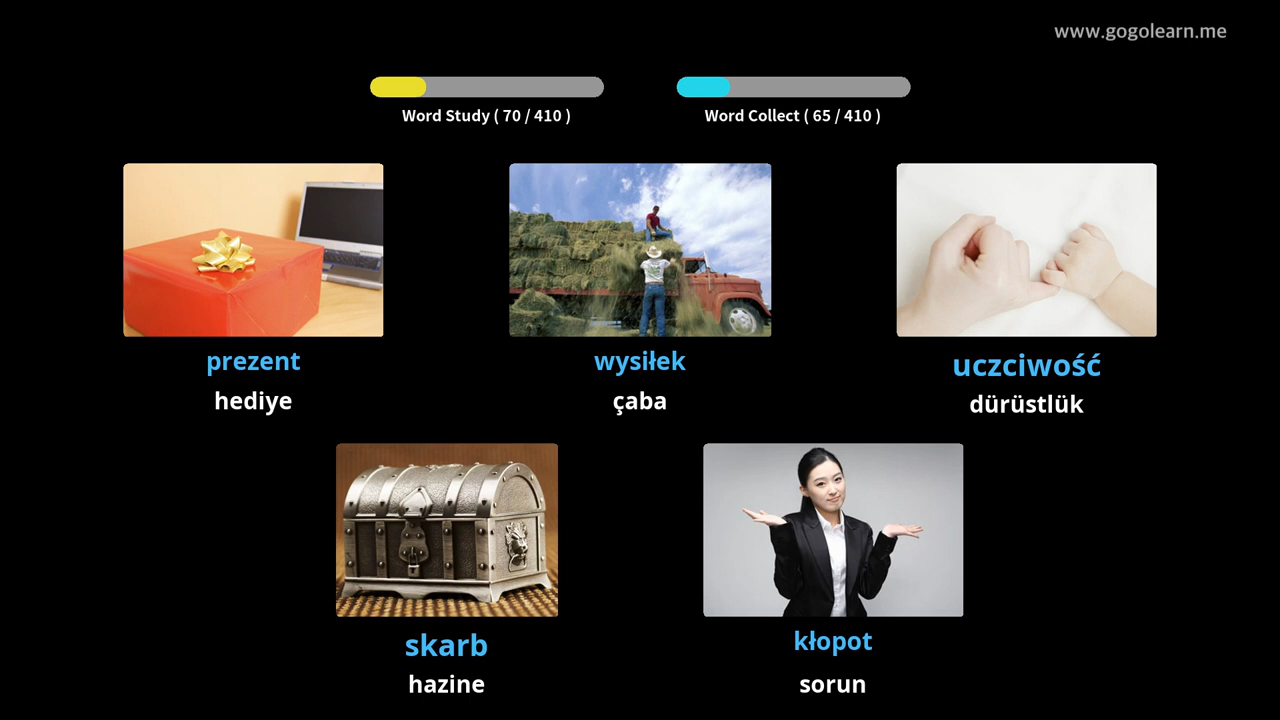 www.gogolearn.me
Word Study ( 70 / 410 )
Word Collect ( 65 / 410 )
prezent
hediye
wysiłek
çaba
uczciwość
dürüstlük
skarb
hazine
kłopot
sorun